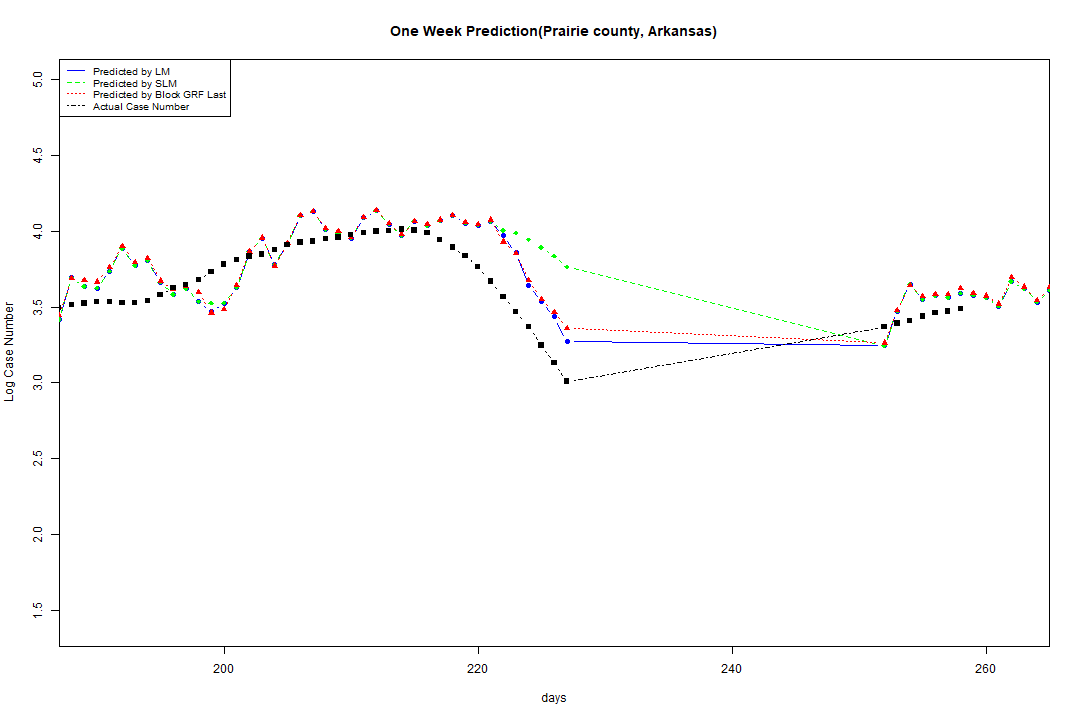 One Week Prediction(Prairie county, Arkansas)
Predicted by LM
Predicted by SLM
Predicted by Block GRF Last
Actual Case Number
5.0
4.5
4.0
3.5
3.0
2.5
2.0
1.5
Log Case Number
200 220 240 260
days